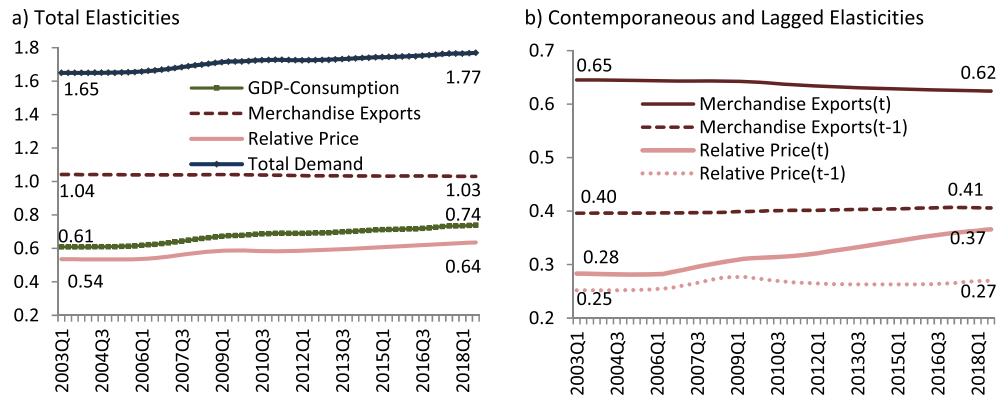 a) Total Elasticities
1.8
1.6
1.4
1.2
1.0
0.8
0.6
0.4
0.2
1.65
1.77
GDP-Consumption
Merchandise Exports
Relative Price
Total Demand
1.04
1.03
0.74
0.61
0.54
0.64
2003Q1
2004Q3
2006Q1
2007Q3
2009Q1
2010Q3
2012Q1
2013Q3
2015Q1
2016Q3
2018Q1
b) Contemporaneous and Lagged Elasticities
0.7
0.6
0.5
0.4
0.3
0.2
0.65
0.62
Merchandise Exports(t)
Merchandise Exports(t-1)
Relative Price(t)
Relative Price(t-1)
0.40
0.41
0.28
0.37
0.25
0.27
2003Q1
2004Q3
2006Q1
2007Q3
2009Q1
2010Q3
2012Q1
2013Q3
2015Q1
2016Q3
2018Q1